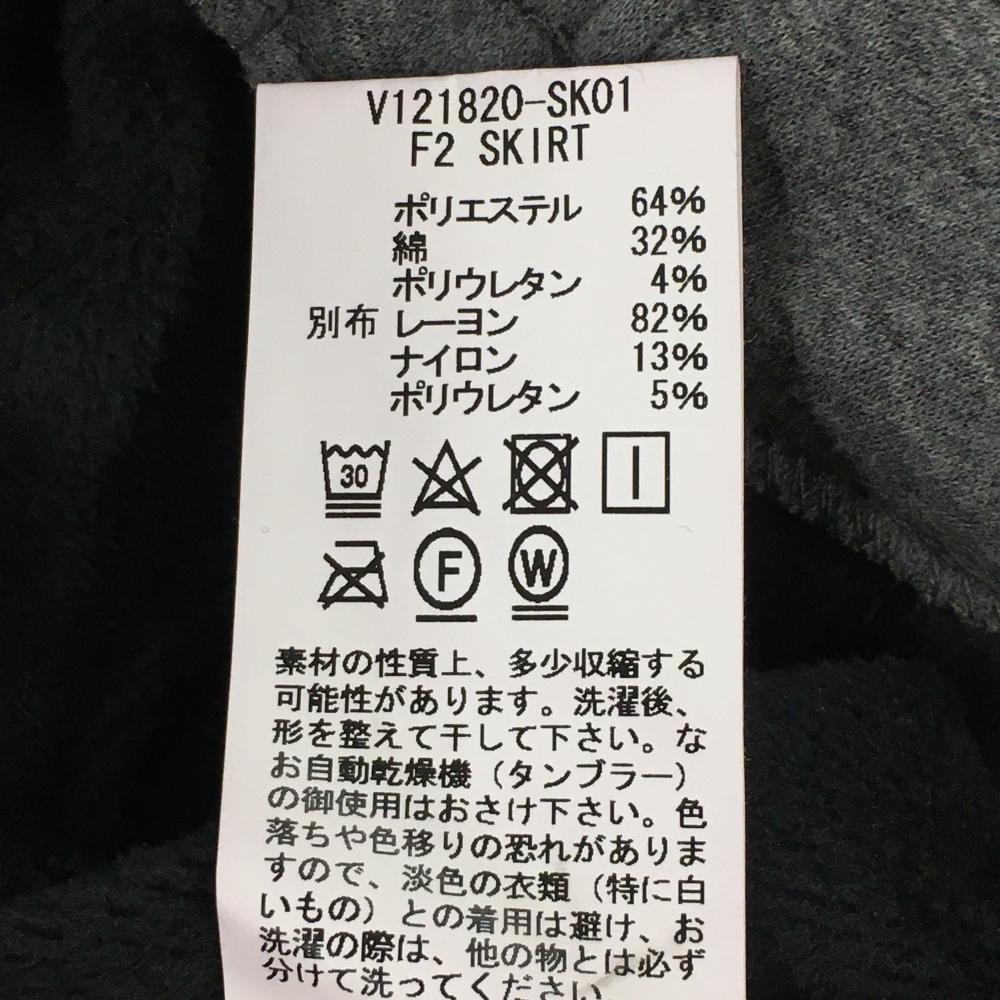 V121820-SK01
F2 SKIRT
ポリエステル 64%
綿 32%
ポリウレタン 4%
別布 レーヨン 82%
ナイロン 13%
ポリウレタン 5%
30
F W
素材の性質上、多少収縮する
可能性があります。洗濯後、
形を整えて干して下さい。な
お自動乾燥機（タンブラー）
の御使用はおさけ下さい。色
落ちや色移りの恐れがありま
すので、淡色の衣類（特に白
いもの）との着用は避け、お
洗濯の際は、他の物とは必ず
分けて洗ってください。